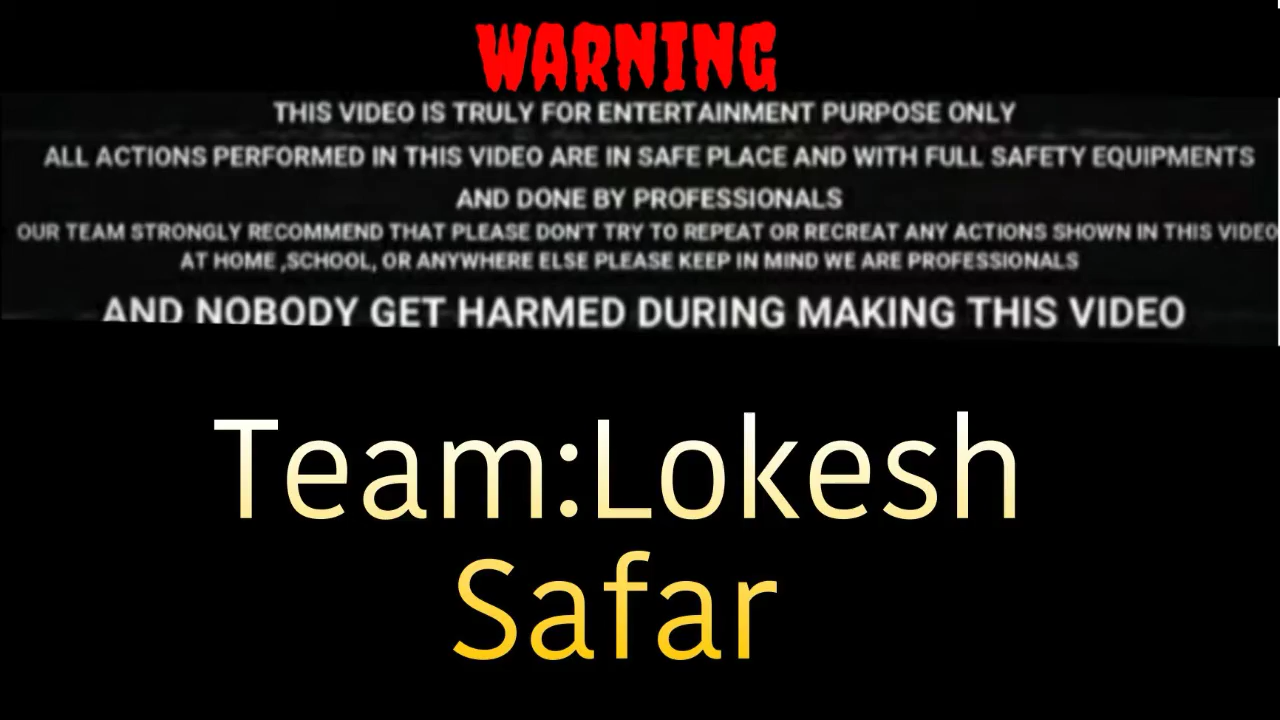 WARNING
THIS VIDEO IS TRULY FOR ENTERTAINMENT PURPOSE ONLY
ALL ACTIONS PERFORMED IN THIS VIDEO ARE IN SAFE PLACE AND WITH FULL SAFETY EQUIPMENTS
AND DONE BY PROFESSIONALS
OUR TEAM STRONGLY RECOMMEND THAT PLEASE DON'T TRY TO REPEAT OR RECREAT ANY ACTIONS SHOWN IN THIS VIDEO
AT HOME ,SCHOOL, OR ANYWHERE ELSE PLEASE KEEP IN MIND WE ARE PROFESSIONALS
AND NOBODY GET HARMED DURING MAKING THIS VIDEO
Team:Lokesh
Safar